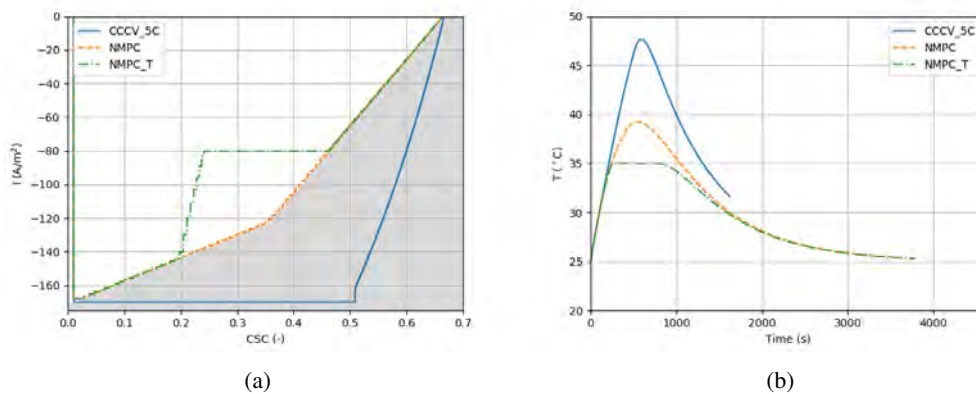 0
−20
−40
−60
−80
−100
−120
−140
−160
I (A/m²)
0.0 0.1 0.2 0.3 0.4 0.5 0.6 0.7
CSC (-)
CCCV_5C
NMPC
NMPC_T
(a)
50
45
40
35
30
25
20
T (°C)
0 1000 2000 3000 4000
Time (s)
CCCV_5C
NMPC
NMPC_T
(b)